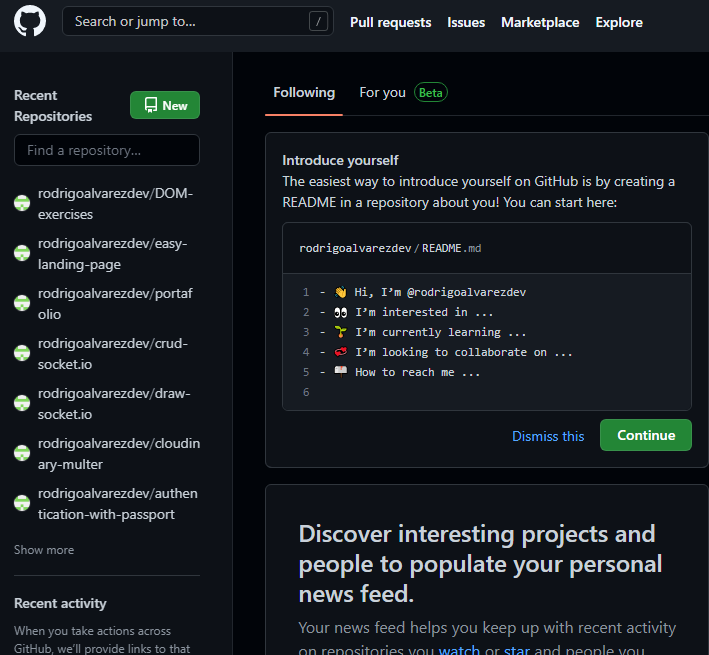 Search or jump to...
/
Pull requests
Issues
Marketplace
Explore
Recent
Repositories
New
Find a repository...
rodrigoalvarezdev/DOM-
exercises
rodrigoalvarezdev/easy-
landing-page
rodrigoalvarezdev/portaf
olio
rodrigoalvarezdev/crud-
socket.io
rodrigoalvarezdev/draw-
socket.io
rodrigoalvarezdev/cloudin
ary-multer
rodrigoalvarezdev/authen
tication-with-passport
Show more
Recent activity
When you take actions across
GitHub, we'll provide links to that
Following
For you Beta
Introduce yourself
The easiest way to introduce yourself on GitHub is by creating a
README in a repository about you! You can start here:
rodrigoalvarezdev/README.md
1 - 👋 Hi, I’m @rodrigoalvarezdev
2 - 👀 I’m interested in ...
3 - 🌱 I’m currently learning ...
4 - 💞️ I’m looking to collaborate on ...
5 - 📫 How to reach me ...
6
Dismiss this
Continue
Discover interesting projects and
people to populate your personal
news feed.
Your news feed helps you keep up with recent activity
on repositories you watch or star and people you